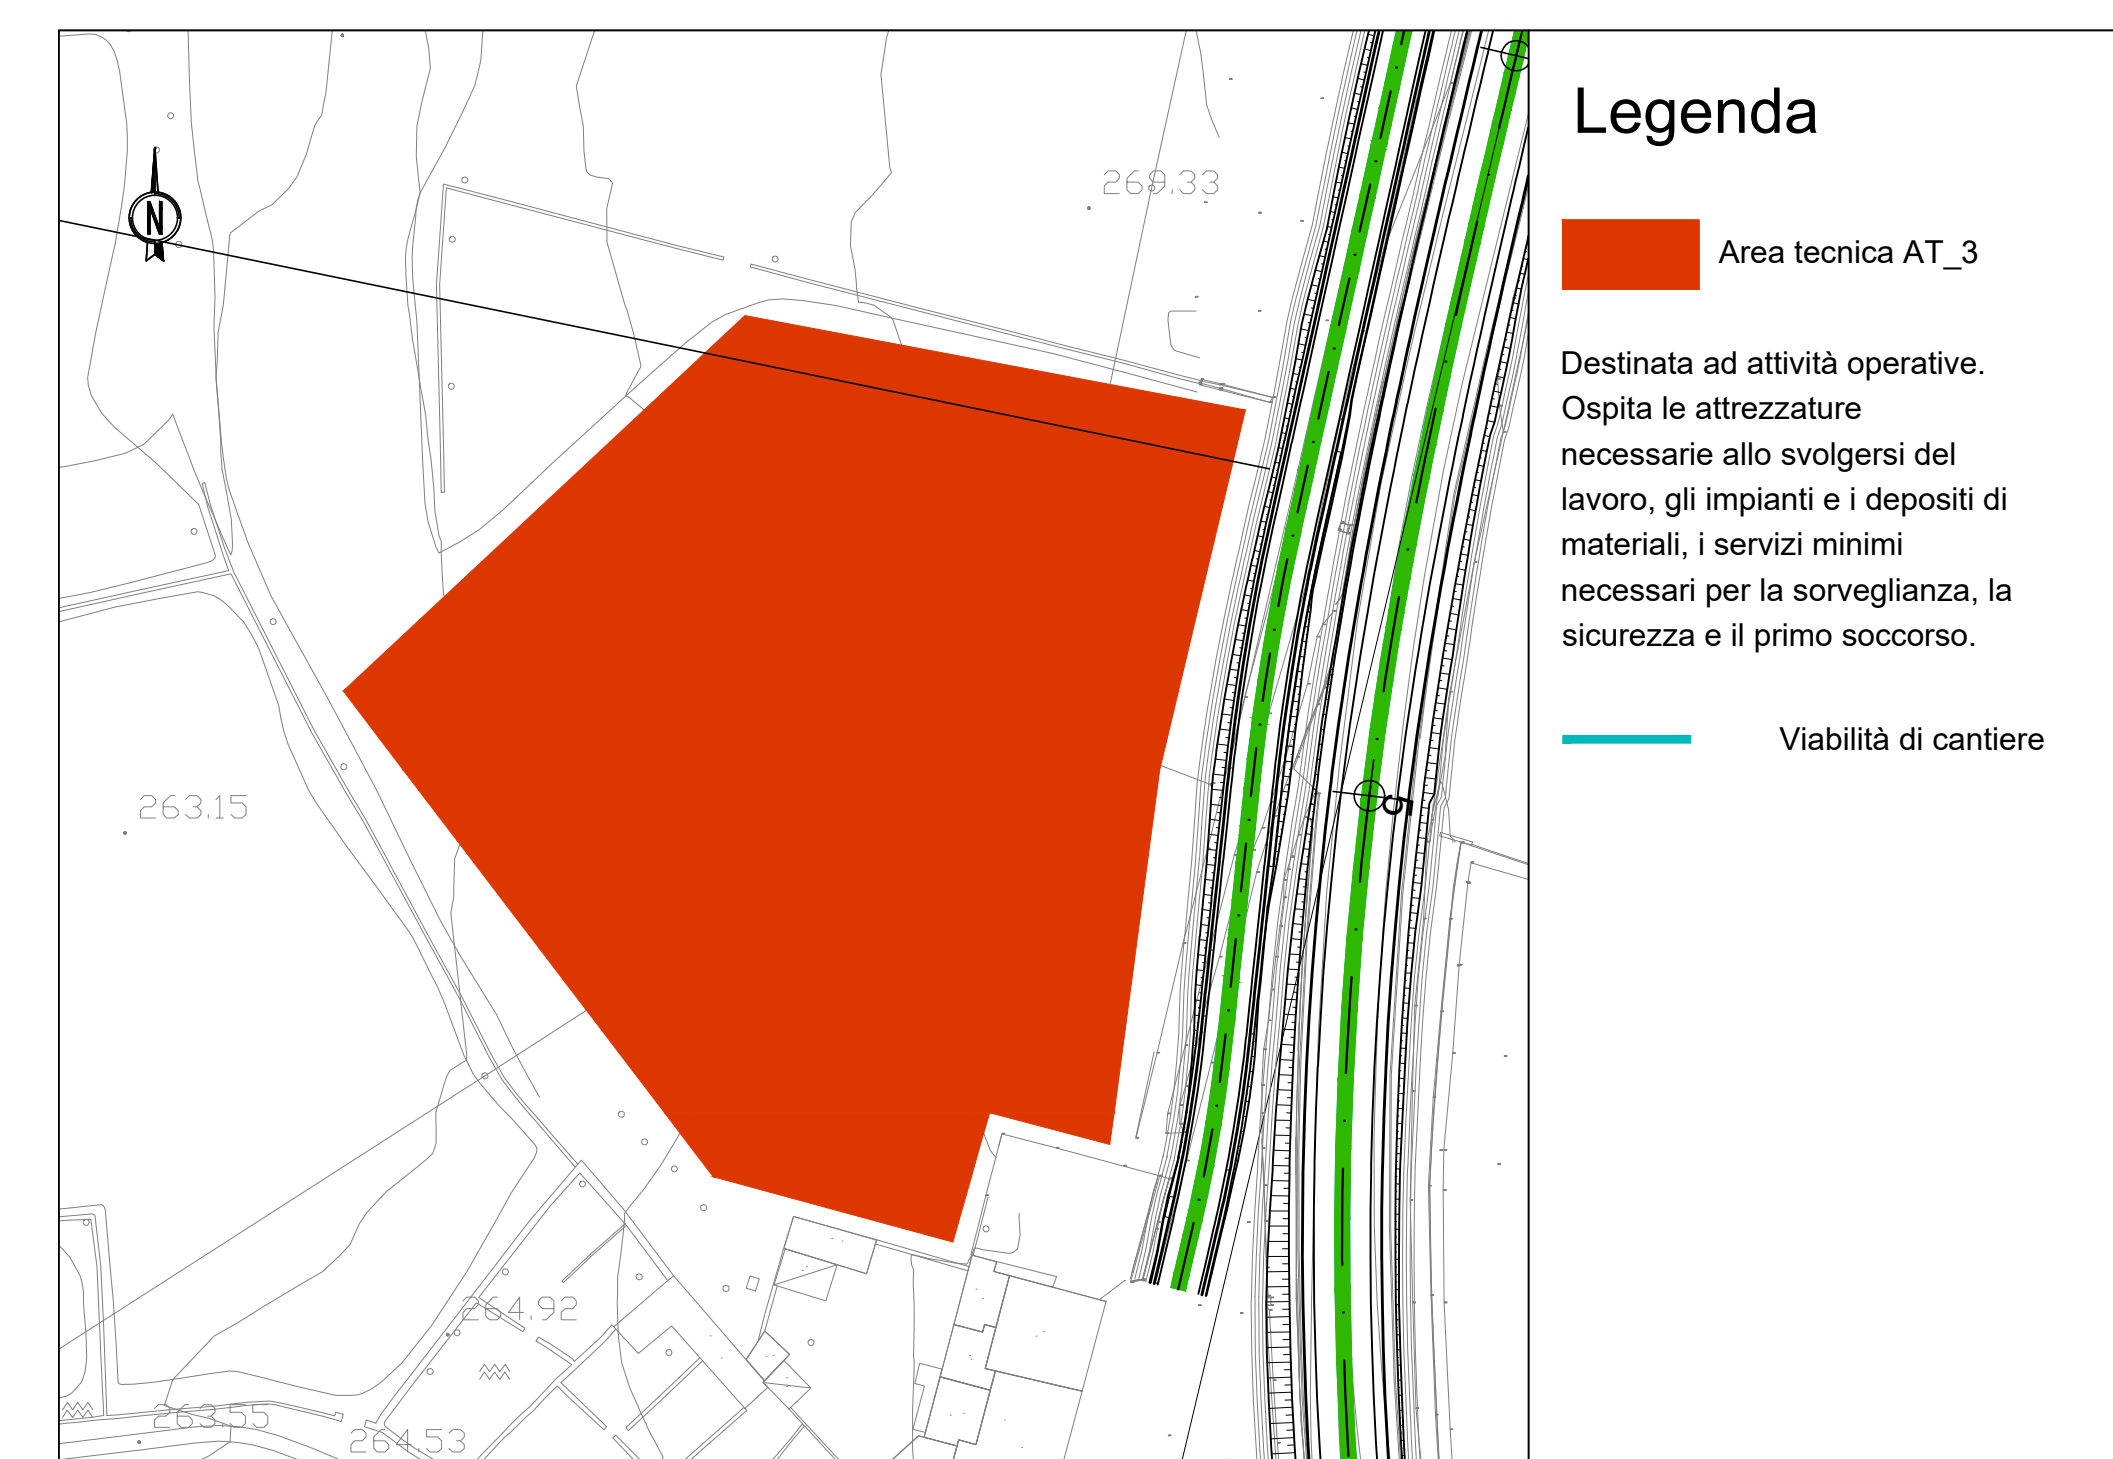 Legenda
269.33
N
Area tecnica AT_3
Destinata ad attività operative.
Ospita le attrezzature
necessarie allo svolgersi del
lavoro, gli impianti e i depositi di
materiali, i servizi minimi
necessari per la sorveglianza, la
sicurezza e il primo soccorso.
Viabilità di cantiere
263.15
5
264.92
263.55
264.53